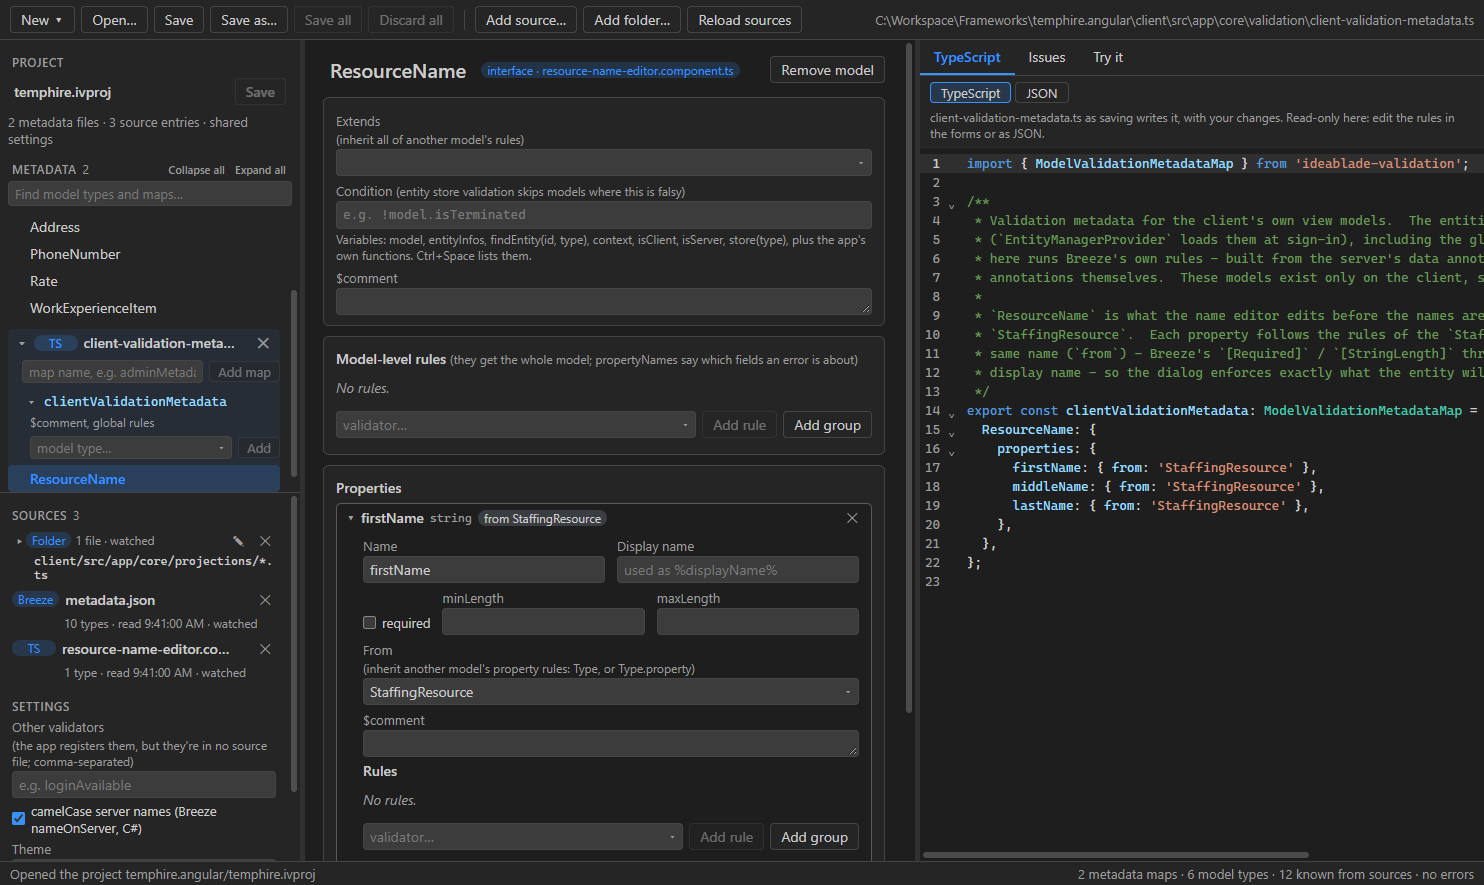 New ▾ Open... Save Save as... Save all Discard all Add source... Add folder... Reload sources C:\Workspace\Frameworks\temphire.angular\client\src\app\core\validation\client-validation-metadata.ts
PROJECT
temphire.ivproj Save
2 metadata files · 3 source entries · shared
settings
METADATA 2 Collapse all Expand all
Find model types and maps...
Address
PhoneNumber
Rate
WorkExperienceItem
TS client-validation-meta...
map name, e.g. adminMetad Add map
clientValidationMetadata
$comment, global rules
model type... Add
ResourceName
SOURCES 3
Folder 1 file · watched
client/src/app/core/projections/*.
ts
Breeze metadata.json
10 types · read 9:41:00 AM · watched
TS resource-name-editor.co...
1 type · read 9:41:00 AM · watched
SETTINGS
Other validators
(the app registers them, but they're in no source
file; comma-separated)
e.g. loginAvailable
camelCase server names (Breeze
nameOnServer, C#)
Theme
ResourceName interface · resource-name-editor.component.ts Remove model
Extends
(inherit all of another model's rules)
Condition (entity store validation skips models where this is falsy)
e.g. !model.isTerminated
Variables: model, entityInfos, findEntity(id, type), context, isClient, isServer, store(type), plus the app's
own functions. Ctrl+Space lists them.
$comment
Model-level rules (they get the whole model; propertyNames say which fields an error is about)
No rules.
validator... Add rule Add group
Properties
firstName string from StaffingResource
Name Display name
firstName used as %displayName%
minLength maxLength
required
From
(inherit another model's property rules: Type, or Type.property)
StaffingResource
$comment
Rules
No rules.
validator... Add rule Add group
TypeScript Issues Try it
TypeScript JSON
client-validation-metadata.ts as saving writes it, with your changes. Read-only here: edit the rules in
the forms or as JSON.
1 import { ModelValidationMetadataMap } from 'ideablade-validation';
2
3 /**
4 * Validation metadata for the client's own view models. The entiti
5 * (`EntityManagerProvider` loads them at sign-in), including the gl
6 * here runs Breeze's own rules – built from the server's data annot
7 * annotations themselves. These models exist only on the client, s
8 *
9 * `ResourceName` is what the name editor edits before the names are
10 * `StaffingResource`. Each property follows the rules of the `Staf
11 * same name (`from`) – Breeze's `[Required]` / `[StringLength]` thr
12 * display name – so the dialog enforces exactly what the entity wil
13 */
14 export const clientValidationMetadata: ModelValidationMetadataMap =
15 ResourceName: {
16 properties: {
17 firstName: { from: 'StaffingResource' },
18 middleName: { from: 'StaffingResource' },
19 lastName: { from: 'StaffingResource' },
20 },
21 },
22 };
23
Opened the project temphire.angular/temphire.ivproj 2 metadata maps · 6 model types · 12 known from sources · no errors